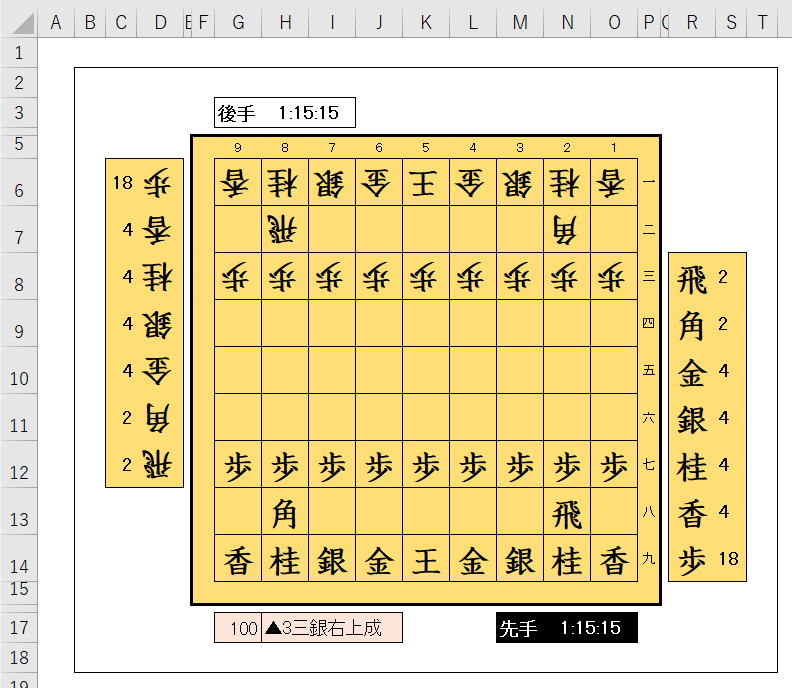 A B C D E F G H I J K L M N O P Q R S T
1
2
3 後手 1:15:15
5 9 8 7 6 5 4 3 2 1
6 18 歩 香 桂 銀 金 王 金 銀 桂 香 一
7 4 香 飛 角 二
8 4 桂 歩 歩 歩 歩 歩 歩 歩 歩 歩 三 飛 2
9 4 銀 四 角 2
10 4 金 五 金 4
11 2 角 六 銀 4
12 2 飛 歩 歩 歩 歩 歩 歩 歩 歩 歩 七 桂 4
13 角 飛 八 香 4
14 香 桂 銀 金 王 金 銀 桂 香 九 歩 18
15
17 100 ▲3三銀右上成 先手 1:15:15
18
19